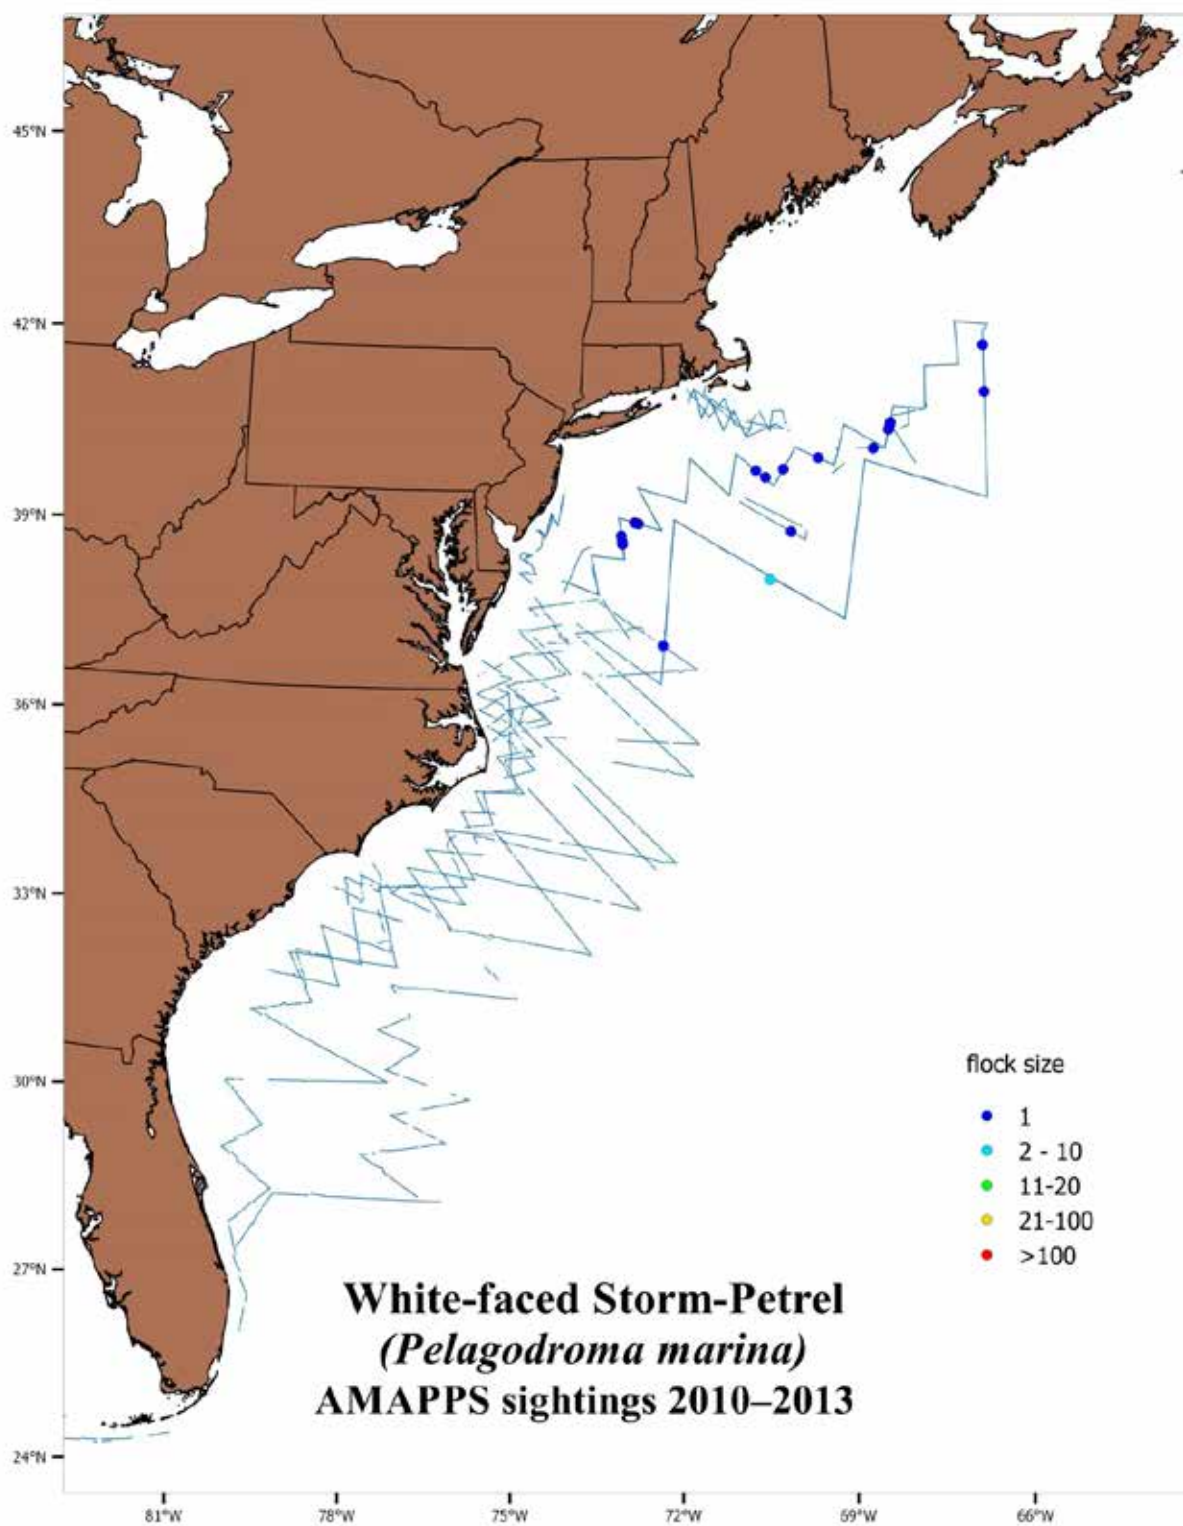 45°N
42°N
39°N
36°N
33°N
30°N
27°N
24°N
flock size
1
2 - 10
11-20
21-100
>100
White-faced Storm-Petrel
(Pelagodroma marina)
AMAPPS sightings 2010–2013
81°W 78°W 75°W 72°W 69°W 66°W